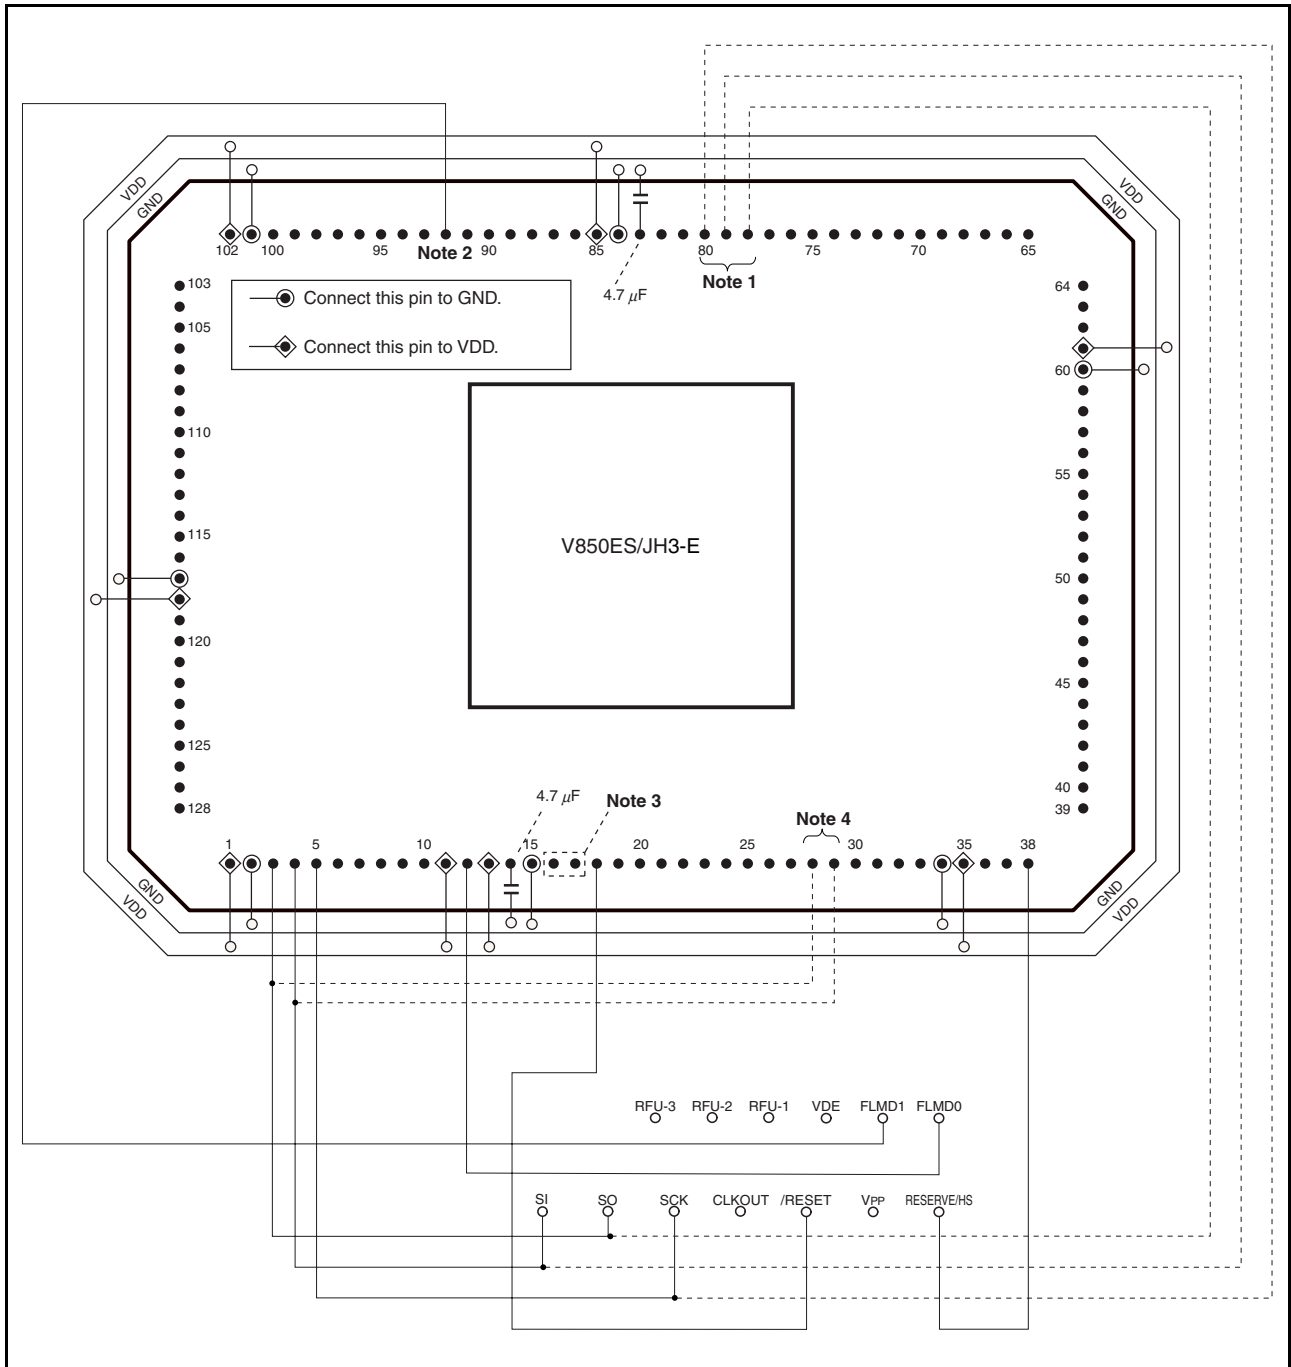 VDD
GND
VDD
GND
102 100 95 Note 2 90 85 80 75 70 65
Note 1
4.7 µF
103
64
Connect this pin to GND.
105
Connect this pin to VDD.
60
110
55
115
V850ES/JH3-E
50
120
45
125
40
128
39
4.7 µF
Note 3
Note 4
1 5 10 15 20 25 30 35 38
GND
VDD
GND
VDD
RFU-3 RFU-2 RFU-1 VDE FLMD1 FLMD0
SI SO SCK CLKOUT /RESET VPP RESERVE/HS